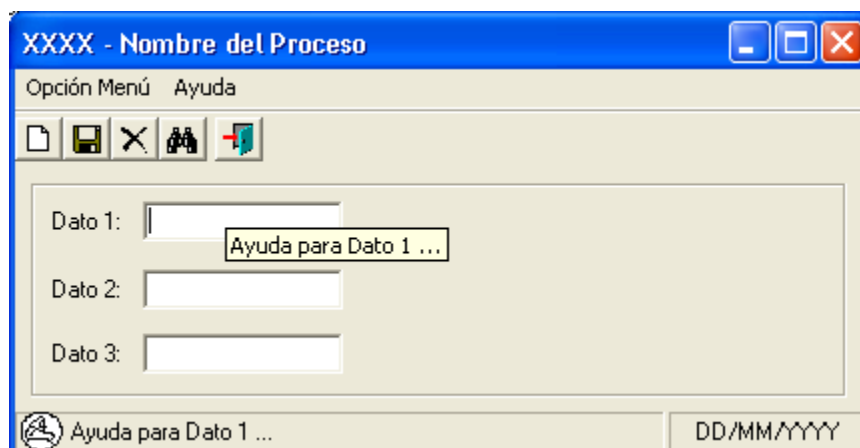 XXXX - Nombre del Proceso
Opción Menú Ayuda
Dato 1:
Ayuda para Dato 1 ...
Dato 2:
Dato 3:
Ayuda para Dato 1 ... DD/MM/YYYY